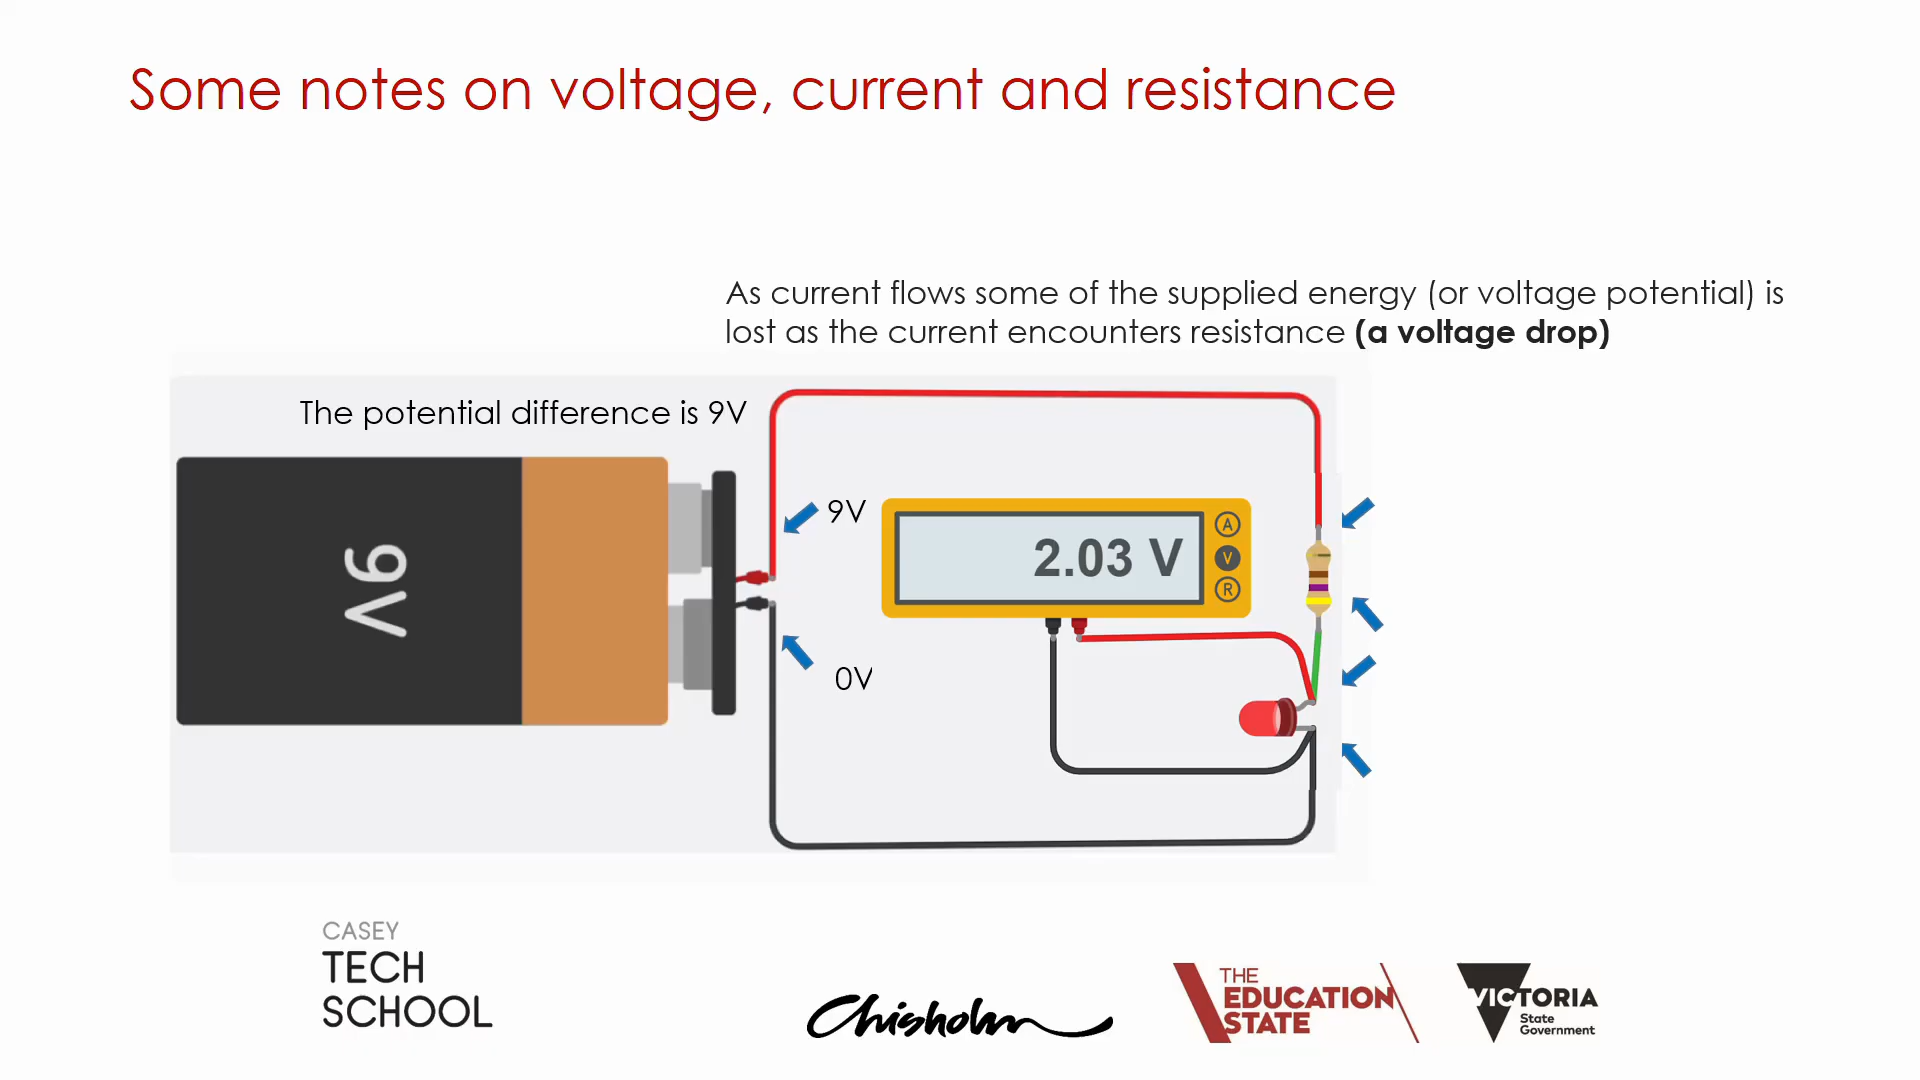 Some notes on voltage, current and resistance
As current flows some of the supplied energy (or voltage potential) is
lost as the current encounters resistance (a voltage drop)
The potential difference is 9V
9V
9V
2.03 V
A
V
R
0V
CASEY
TECH
SCHOOL
Chisholm
THE
EDUCATION
STATE
VICTORIA
State
Government